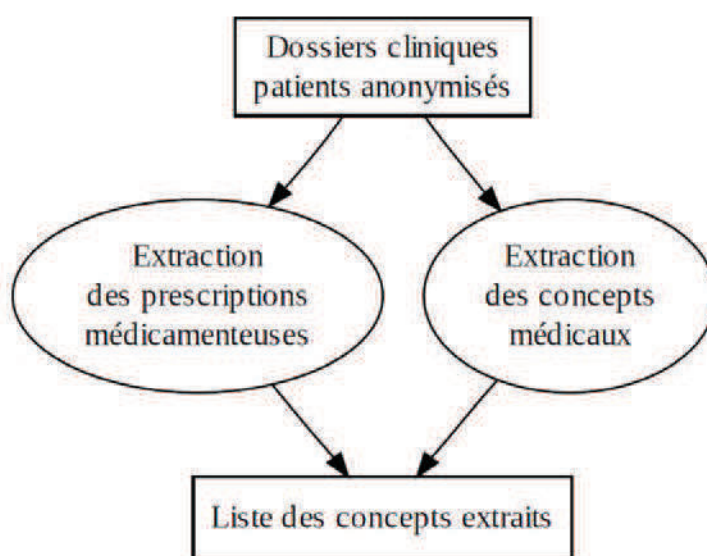 Dossiers cliniques
patients anonymisés
Extraction
des prescriptions
médicamenteuses
Extraction
des concepts
médicaux
Liste des concepts extraits